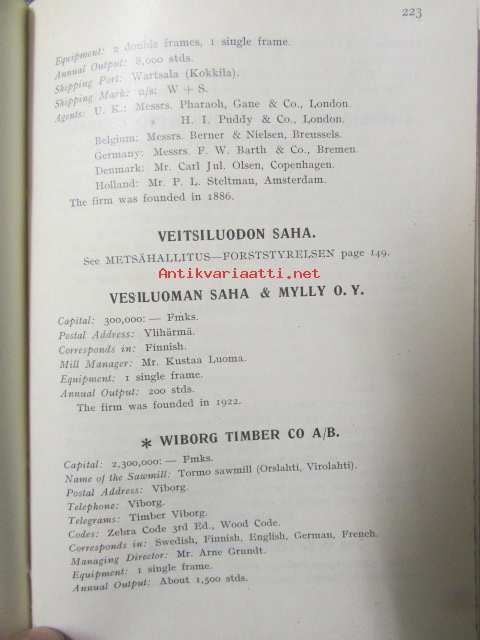 223
Equipment: 2 double frames, 1 single frame.
Annual Output: 8,000 stds.
Shipping Port: Wartsala (Kokkila).
Shipping Mark: u/s: W + S.
Agents: U. K.: Messrs. Pharaoh, Gane & Co., London.
» H. I. Puddy & Co., London.
Belgium: Messrs. Berner & Nielsen, Breussels.
Germany: Messrs. F. W. Barth & Co., Bremen.
Denmark: Mr. Carl Jul. Olsen, Copenhagen.
Holland: Mr. P. L. Steltman, Amsterdam.
The firm was founded in 1886.
VEITSILUODON SAHA.
See METSÄHALLITUS—FORSTSTYRELSEN page 149.
Antikvariaatti.net
VESILUOMAN SAHA & MYLLY O. Y.
Capital: 300,000: — Fmks.
Postal Address: Ylihärmä.
Corresponds in: Finnish.
Mill Manager: Mr. Kustaa Luoma.
Equipment: 1 single frame.
Annual Output: 200 stds.
The firm was founded in 1922.
* WIBORG TIMBER CO A/B.
Capital: 2,300,000: — Fmks.
Name of the Sawmill: Tormo sawmill (Orslahti, Virolahti).
Postal Address: Viborg.
Telephone: Viborg.
Telegrams: Timber Viborg.
Codes: Zebra Code 3rd Ed., Wood Code.
Corresponds in: Swedish, Finnish, English, German, French.
Managing Director: Mr. Arne Grundt.
Equipment: 1 single frame.
Annual Output: About 1,500 stds.